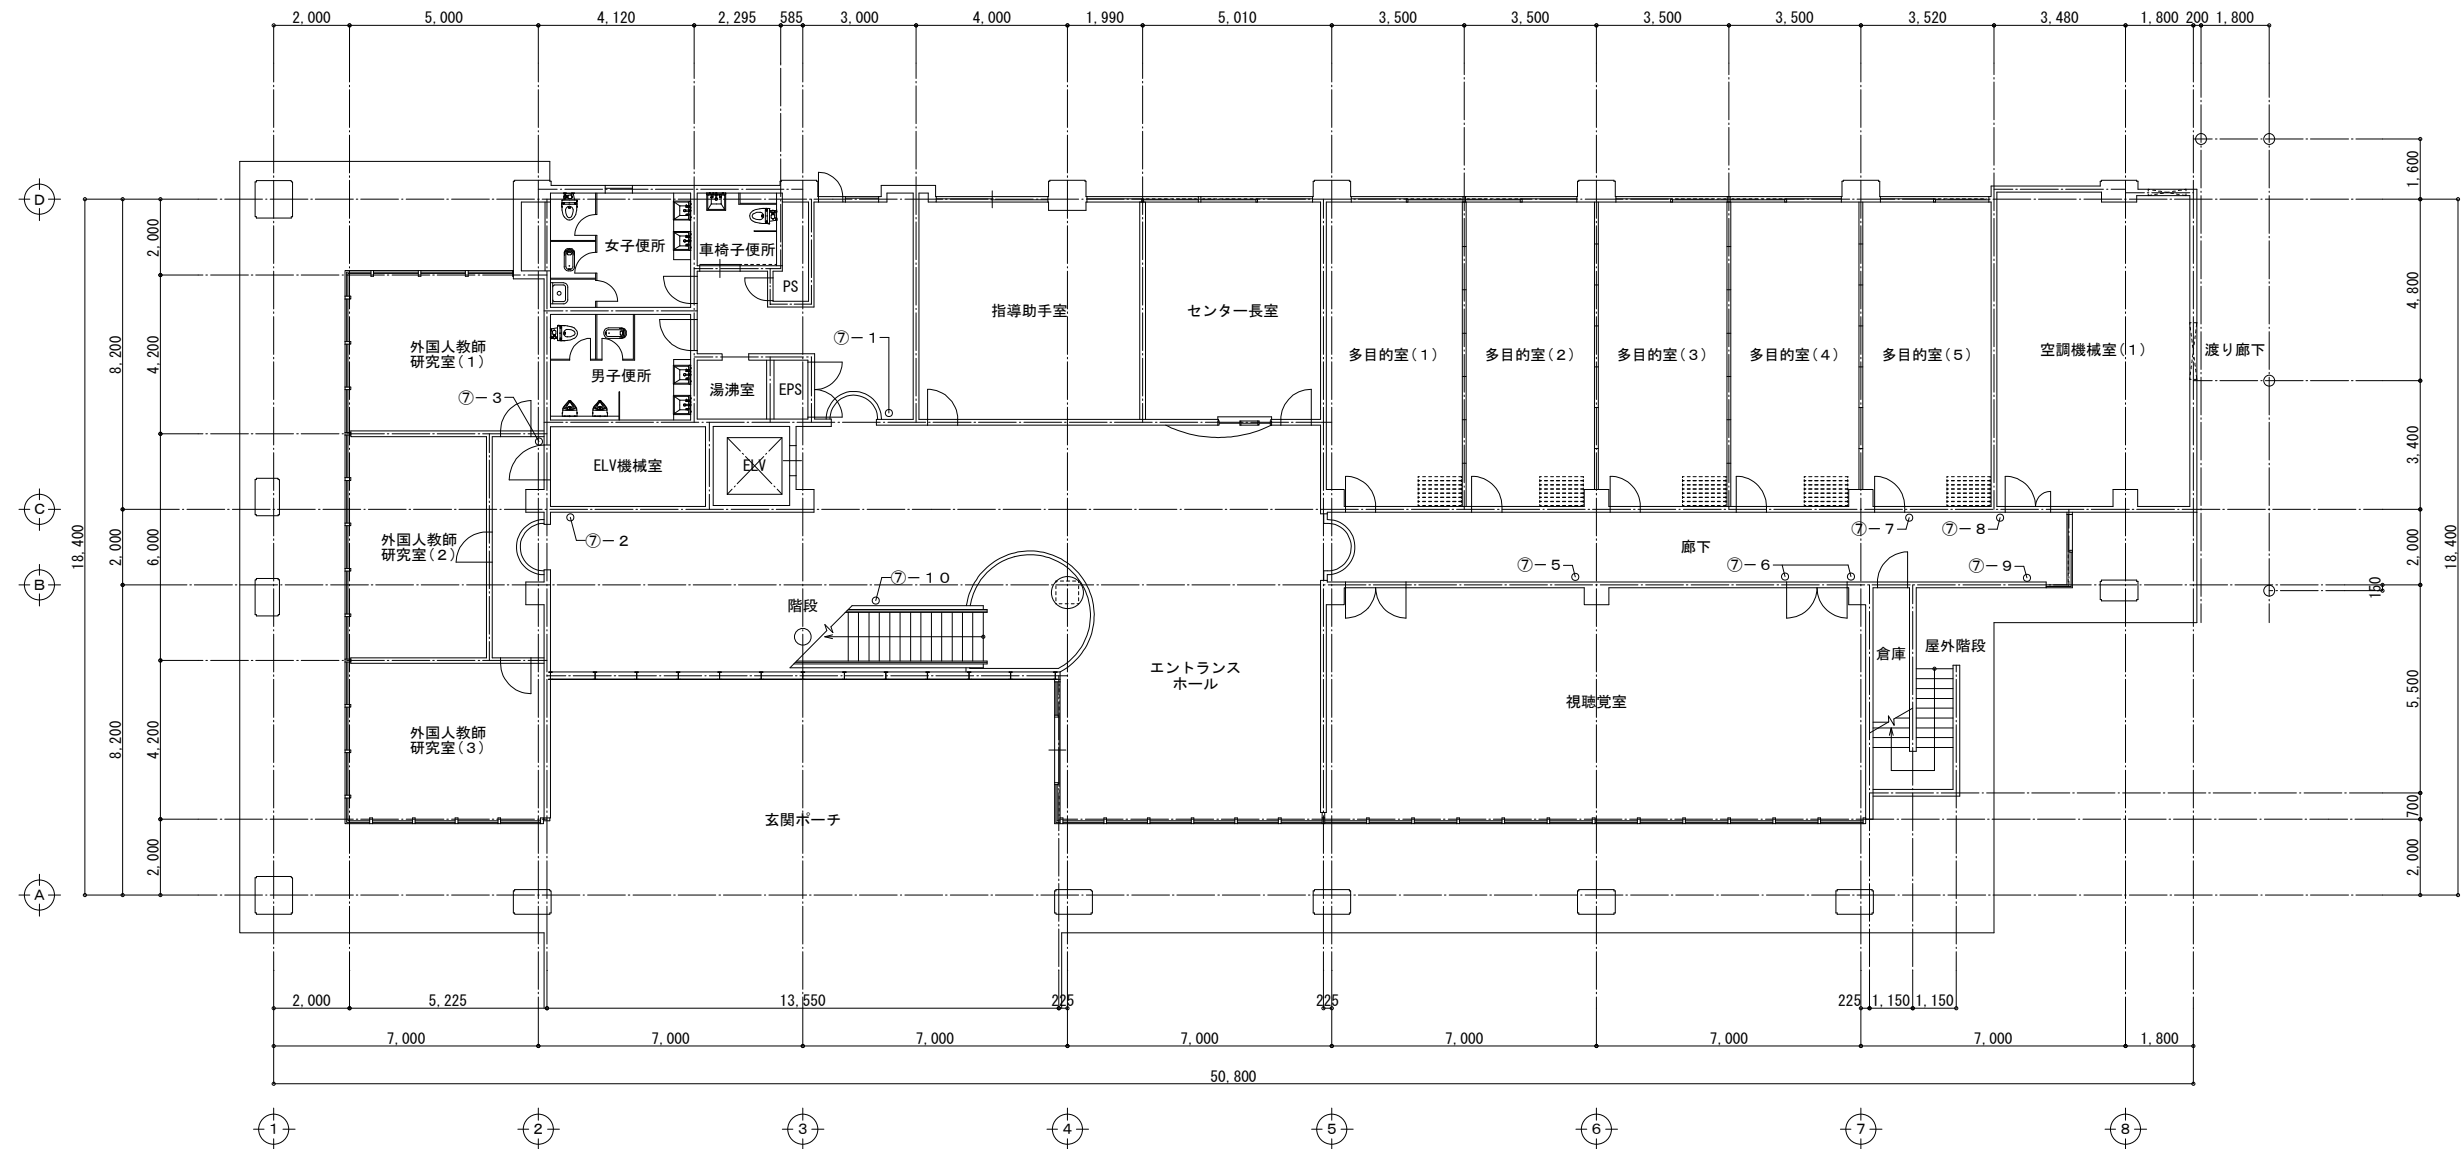 2,000 5,000 4,120 2,295 585 3,000 4,000 1,990 5,010 3,500 3,500 3,500 3,500 3,520 3,480 1,800 200 1,800
D
C
B
A
18,400
8,200
2,000
8,200
2,000
4,200
6,000
4,200
2,000
女子便所
車椅子便所
PS
外国人教師
研究室(1)
男子便所
湯沸室
EPS
⑦-1
指導助手室
センター長室
多目的室(1)
多目的室(2)
多目的室(3)
多目的室(4)
多目的室(5)
空調機械室(1)
渡り廊下
⑦-3
ELV機械室
ELV
外国人教師
研究室(2)
⑦-2
⑦-10
階段
⑦-5
廊下
⑦-6
⑦-7
⑦-8
⑦-9
エントランス
ホール
視聴覚室
倉庫
屋外階段
外国人教師
研究室(3)
玄関ポーチ
1,600
4,800
3,400
2,000
150
5,500
700
2,000
18,400
2,000 5,225 13,550 225 225 225 1,150 1,150
7,000 7,000 7,000 7,000 7,000 7,000 7,000 1,800
50,800
1 2 3 4 5 6 7 8